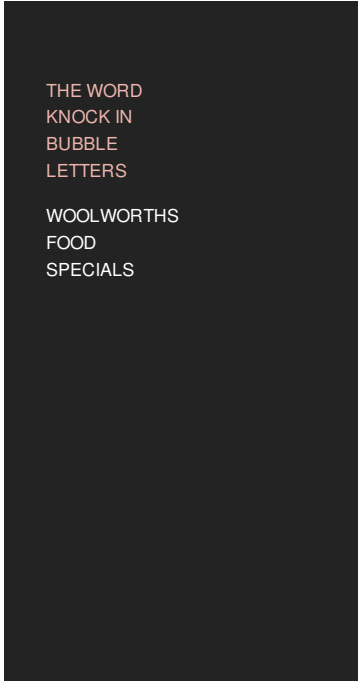 THE WORD
KNOCK IN
BUBBLE
LETTERS
WOOLWORTHS
FOOD
SPECIALS